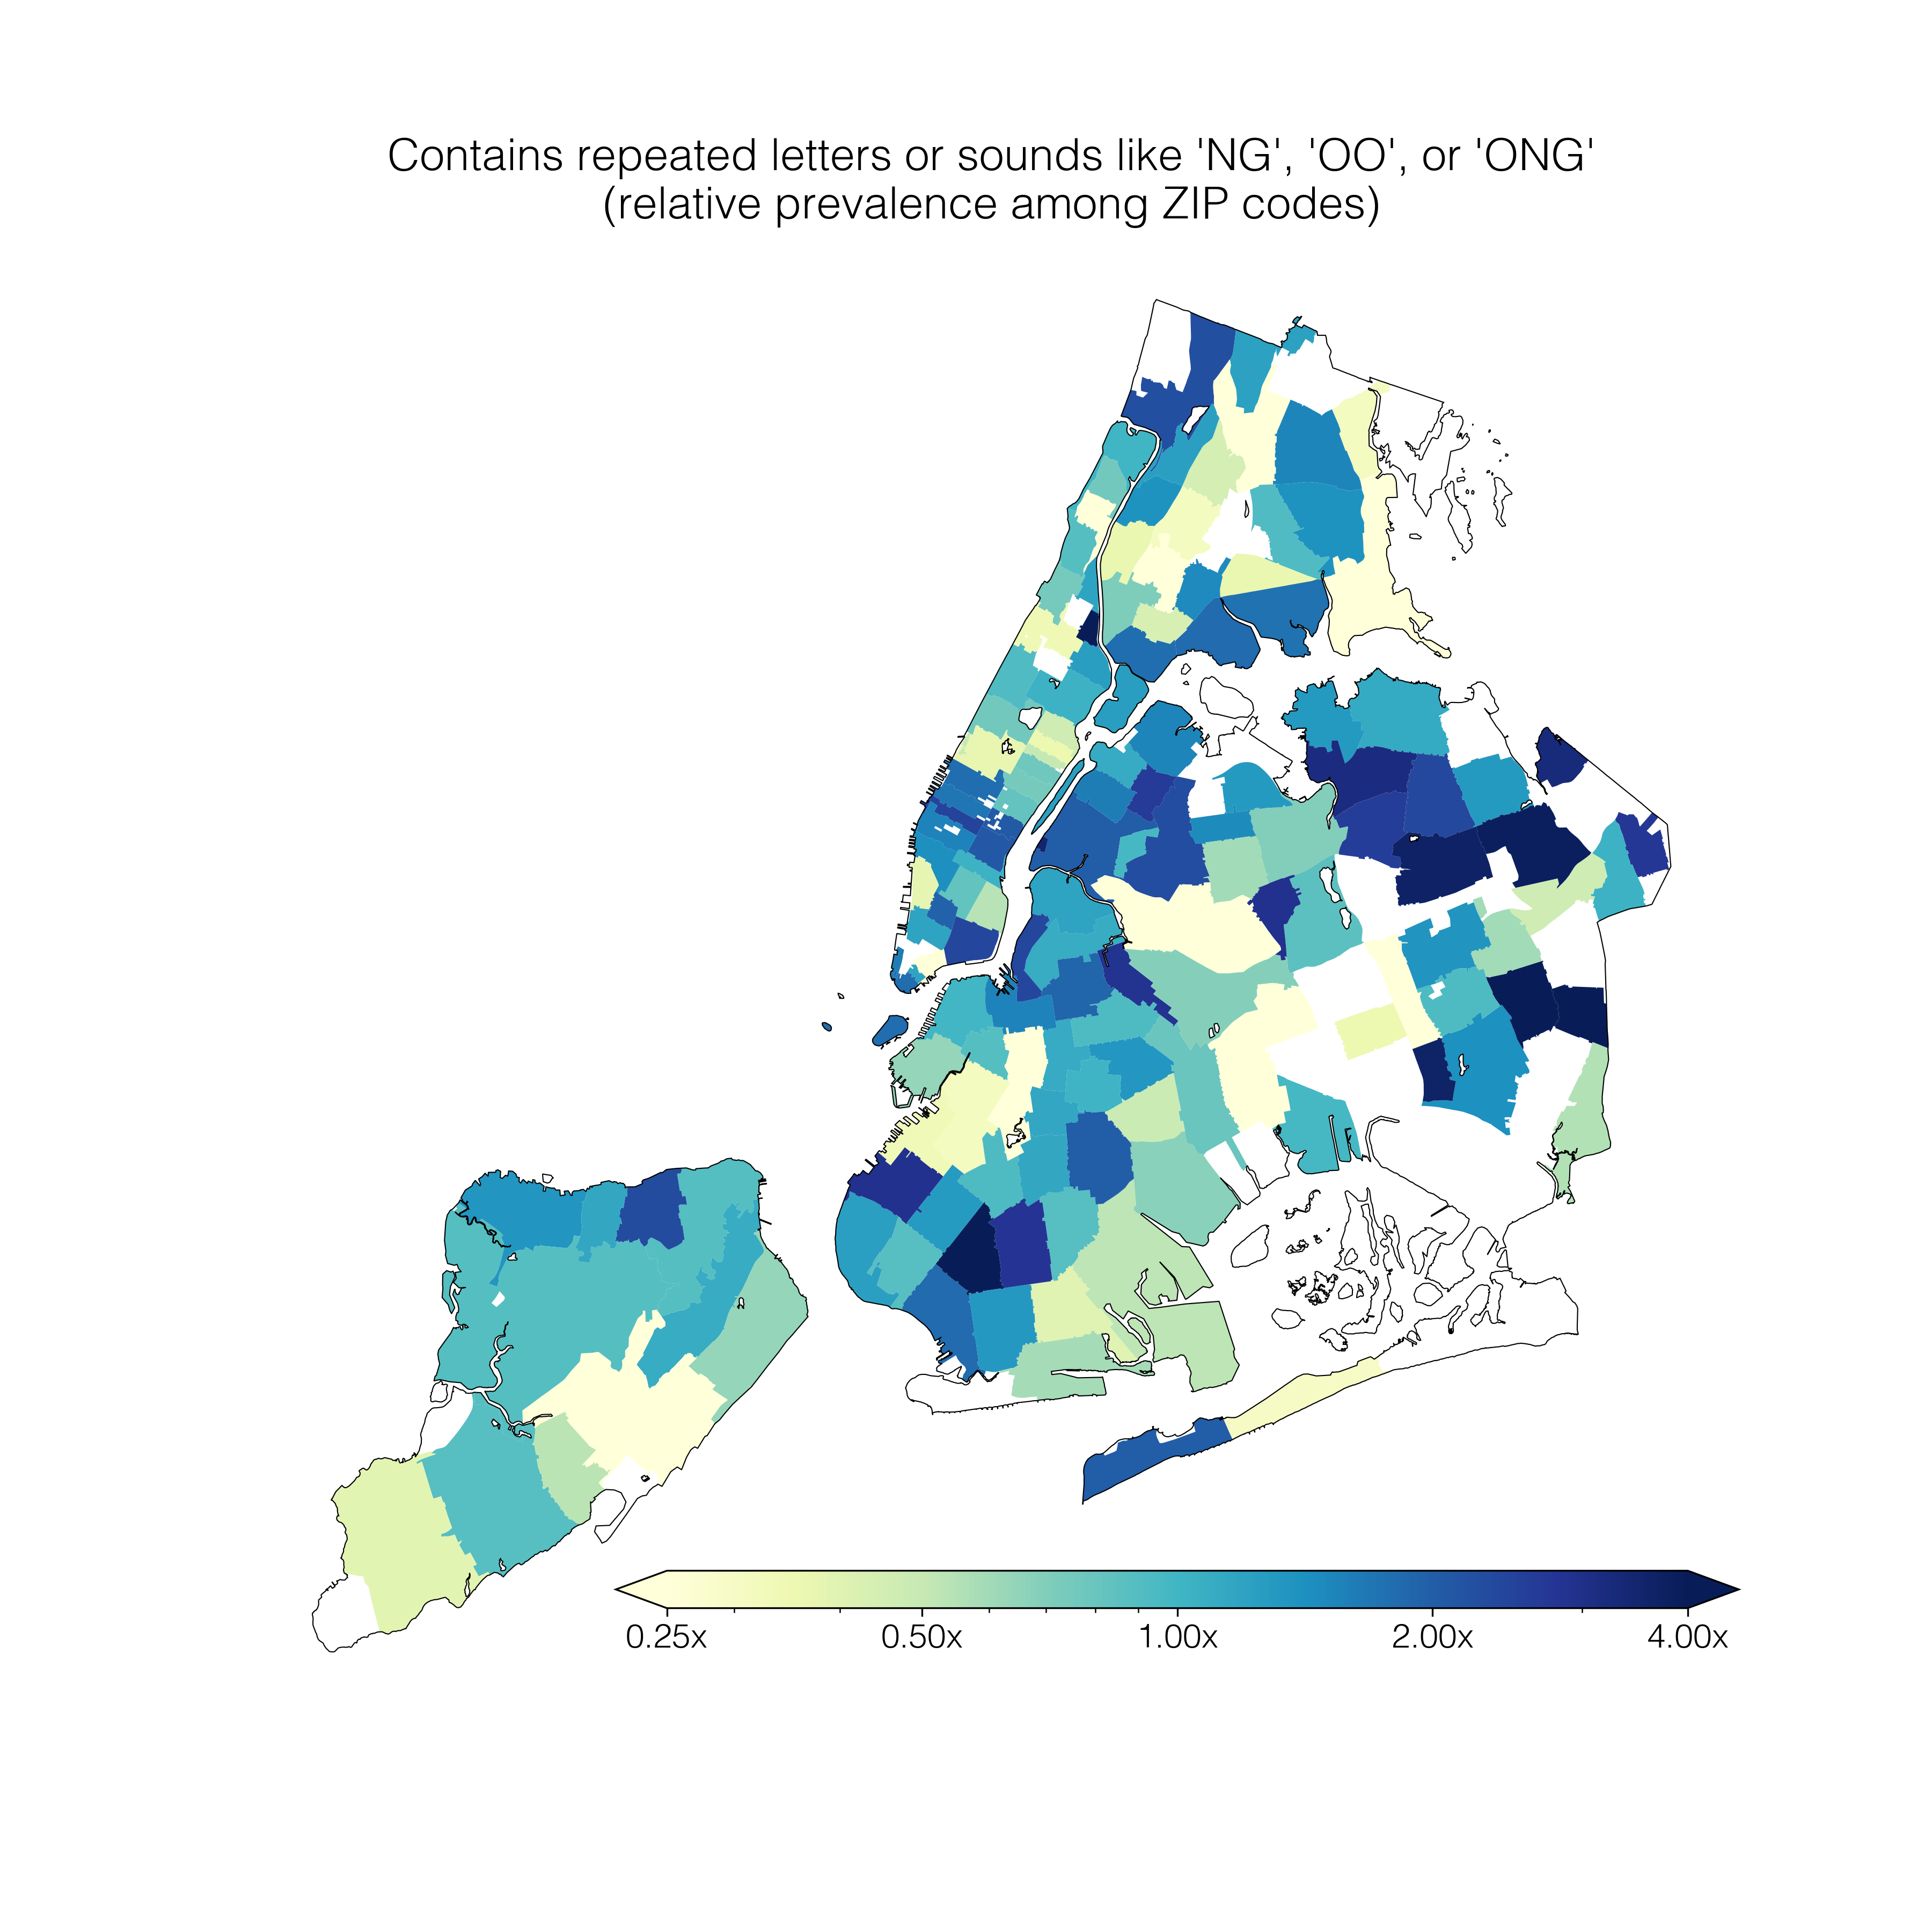 Contains repeated letters or sounds like 'NG', 'OO', or 'ONG'
(relative prevalence among ZIP codes)
0.25x 0.50x 1.00x 2.00x 4.00x